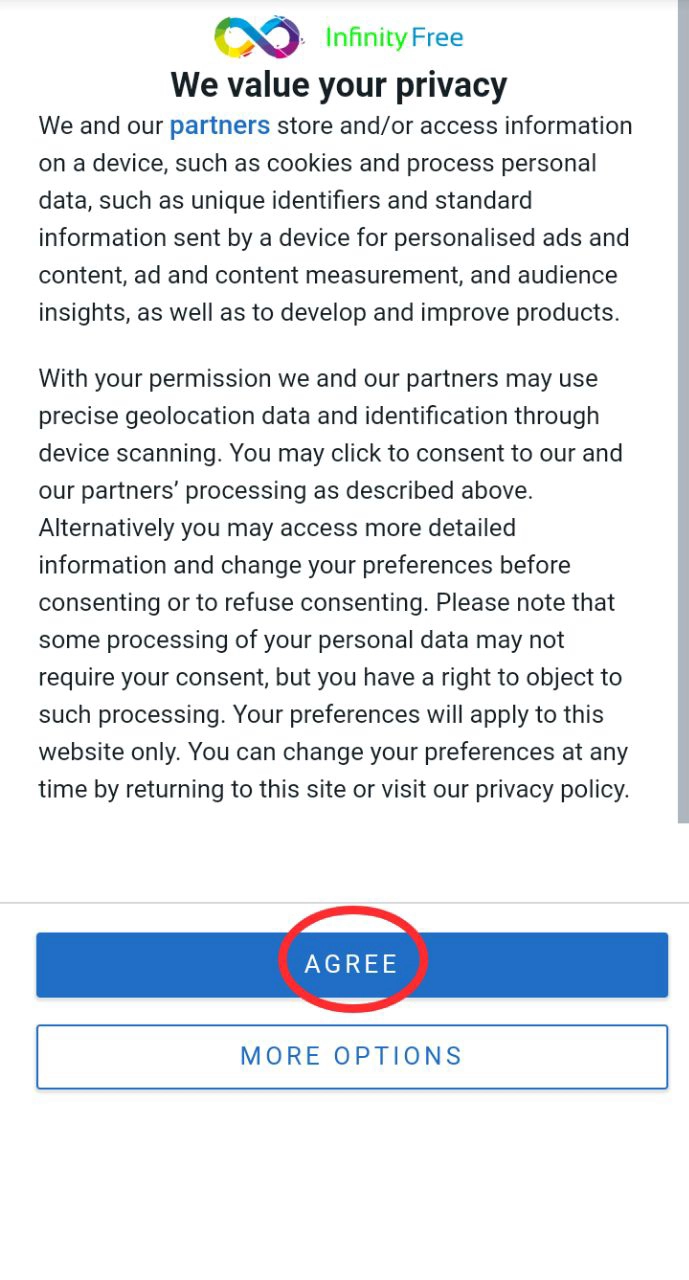 Infinity Free
We value your privacy
We and our partners store and/or access information
on a device, such as cookies and process personal
data, such as unique identifiers and standard
information sent by a device for personalised ads and
content, ad and content measurement, and audience
insights, as well as to develop and improve products.
With your permission we and our partners may use
precise geolocation data and identification through
device scanning. You may click to consent to our and
our partners’ processing as described above.
Alternatively you may access more detailed
information and change your preferences before
consenting or to refuse consenting. Please note that
some processing of your personal data may not
require your consent, but you have a right to object to
such processing. Your preferences will apply to this
website only. You can change your preferences at any
time by returning to this site or visit our privacy policy.
AGREE
MORE OPTIONS